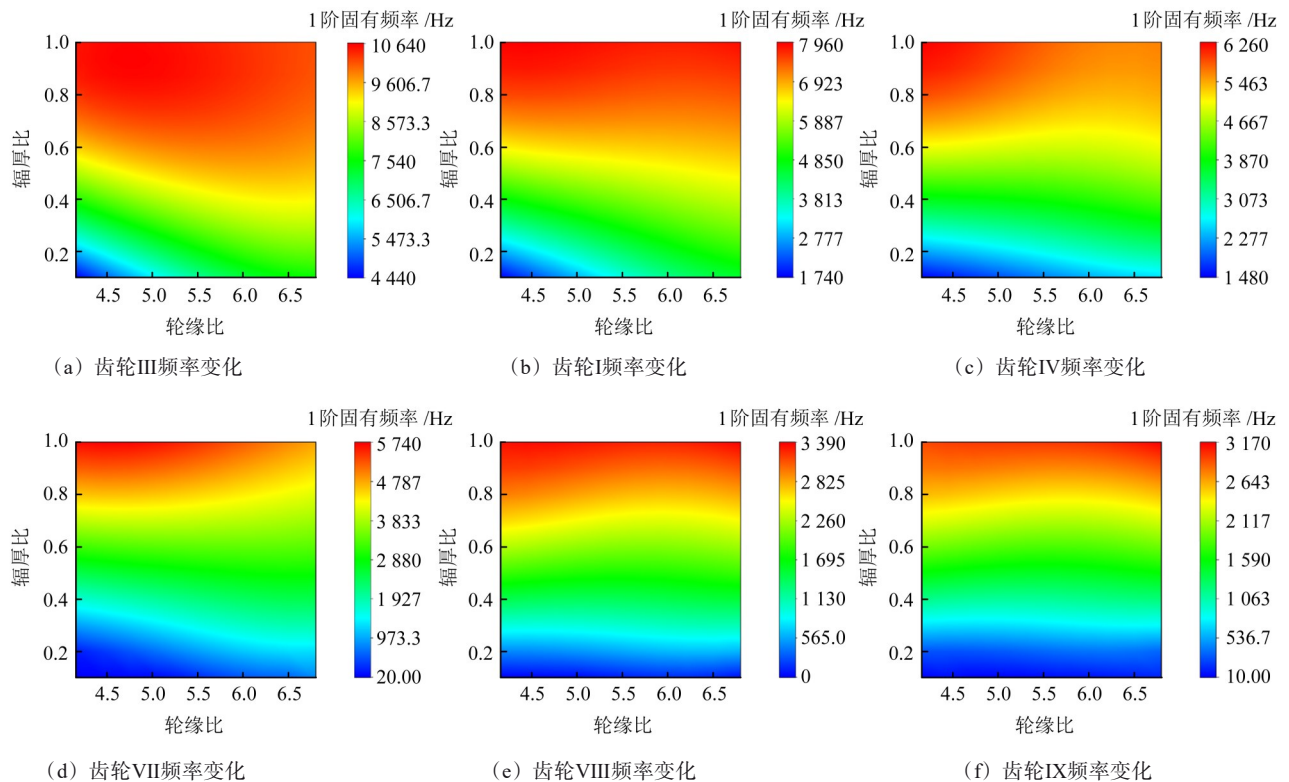 1阶固有频率 /Hz
1.0
0.8
0.6
0.4
0.2
辐厚比
4.5 5.0 5.5 6.0 6.5
轮缘比
10 640
9 606.7
8 573.3
7 540
6 506.7
5 473.3
4 440
(a)齿轮III频率变化
1阶固有频率 /Hz
1.0
0.8
0.6
0.4
0.2
辐厚比
4.5 5.0 5.5 6.0 6.5
轮缘比
7 960
6 923
5 887
4 850
3 813
2 777
1 740
(b)齿轮I频率变化
1阶固有频率 /Hz
1.0
0.8
0.6
0.4
0.2
辐厚比
4.5 5.0 5.5 6.0 6.5
轮缘比
6 260
5 463
4 667
3 870
3 073
2 277
1 480
(c)齿轮IV频率变化
1阶固有频率 /Hz
1.0
0.8
0.6
0.4
0.2
辐厚比
4.5 5.0 5.5 6.0 6.5
轮缘比
5 740
4 787
3 833
2 880
1 927
973.3
20.00
(d)齿轮VII频率变化
1阶固有频率 /Hz
1.0
0.8
0.6
0.4
0.2
辐厚比
4.5 5.0 5.5 6.0 6.5
轮缘比
3 390
2 825
2 260
1 695
1 130
565.0
0
(e)齿轮VIII频率变化
1阶固有频率 /Hz
1.0
0.8
0.6
0.4
0.2
辐厚比
4.5 5.0 5.5 6.0 6.5
轮缘比
3 170
2 643
2 117
1 590
1 063
536.7
10.00
(f)齿轮IX频率变化